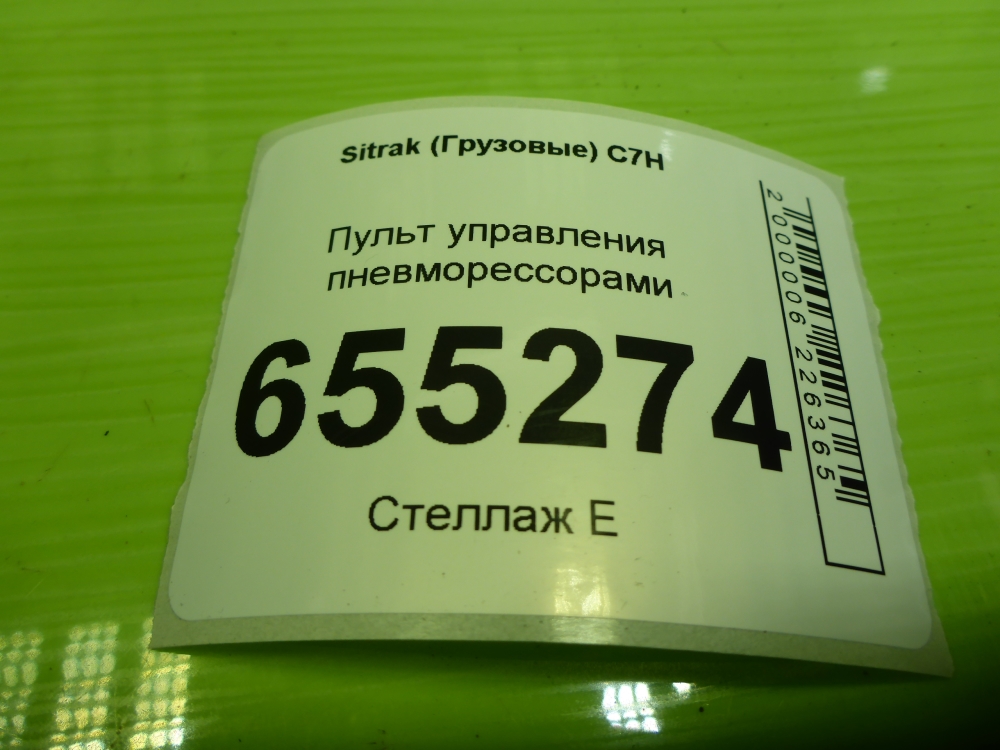 Sitrak (Грузовые) C7H
Пульт управления
пневморессорами
655274
Стеллаж E
2000006226365